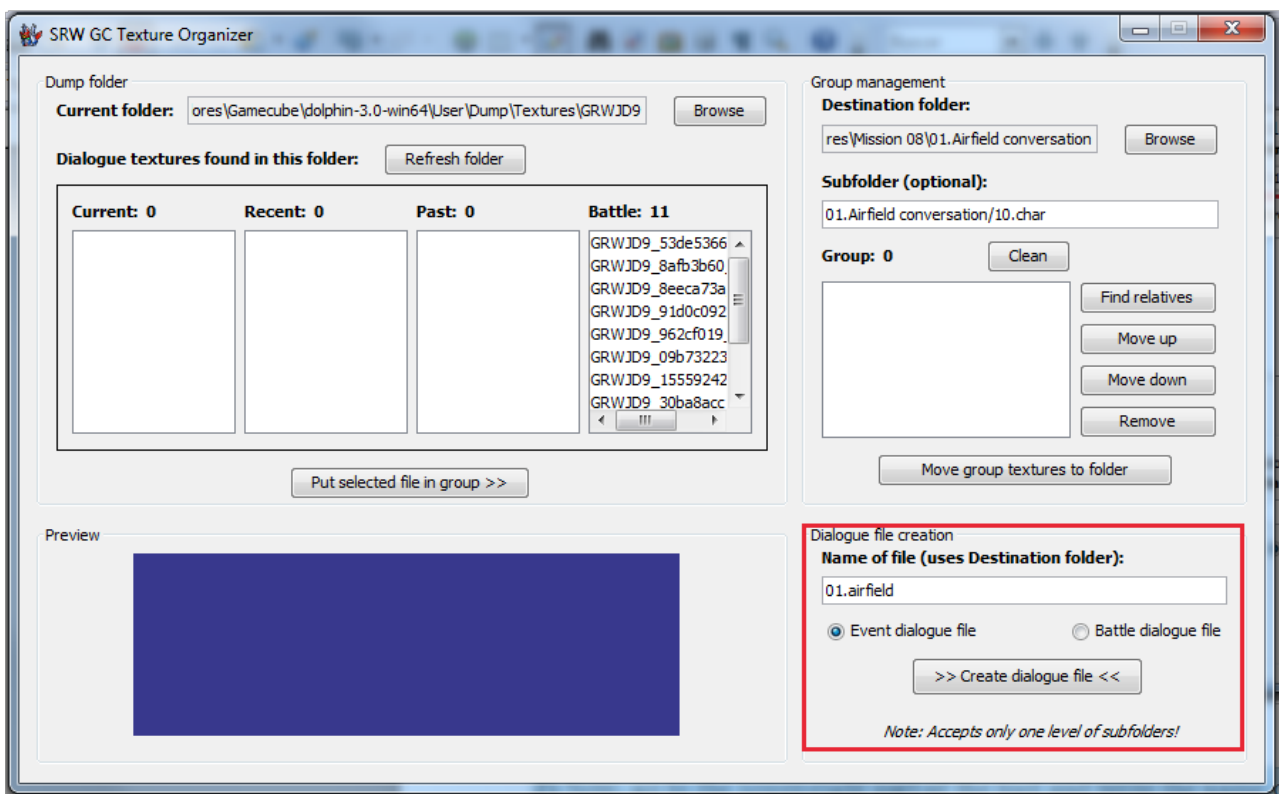 SRW GC Texture Organizer
Dump folder
Current folder: ores\Gamecube\dolphin-3.0-win64\User\Dump\Textures\GRWJD9 Browse
Dialogue textures found in this folder: Refresh folder
Current: 0 Recent: 0 Past: 0 Battle: 11
GRWJD9_53de5366
GRWJD9_8afb3b60_
GRWJD9_8eeca73a
GRWJD9_91d0c092
GRWJD9_962cf019_
GRWJD9_09b73223
GRWJD9_15559242
GRWJD9_30ba8acc
Put selected file in group >>
Group management
Destination folder:
res\Mission 08\01.Airfield conversation Browse
Subfolder (optional):
01.Airfield conversation/10.char
Group: 0 Clean
Find relatives
Move up
Move down
Remove
Move group textures to folder
Preview
Dialogue file creation
Name of file (uses Destination folder):
01.airfield
Event dialogue file Battle dialogue file
>> Create dialogue file <<
Note: Accepts only one level of subfolders!